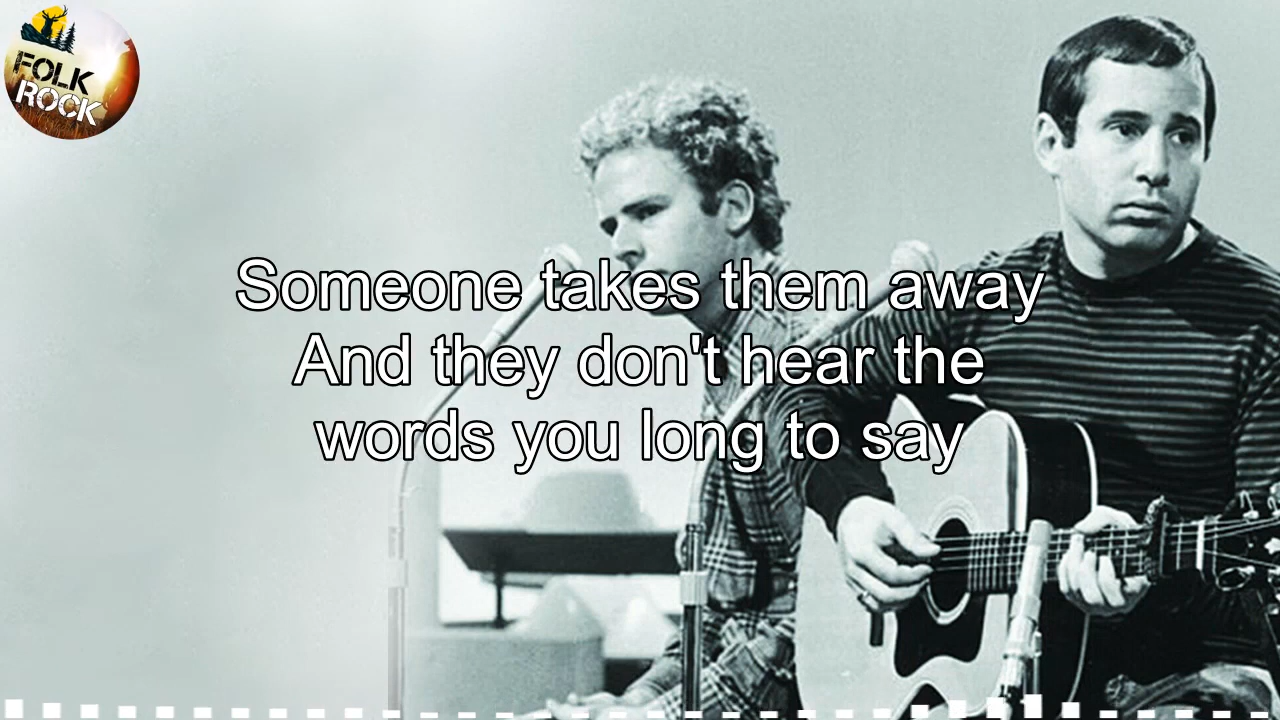 FOLK
ROCK
Someone takes them away
And they don't hear the
words you long to say